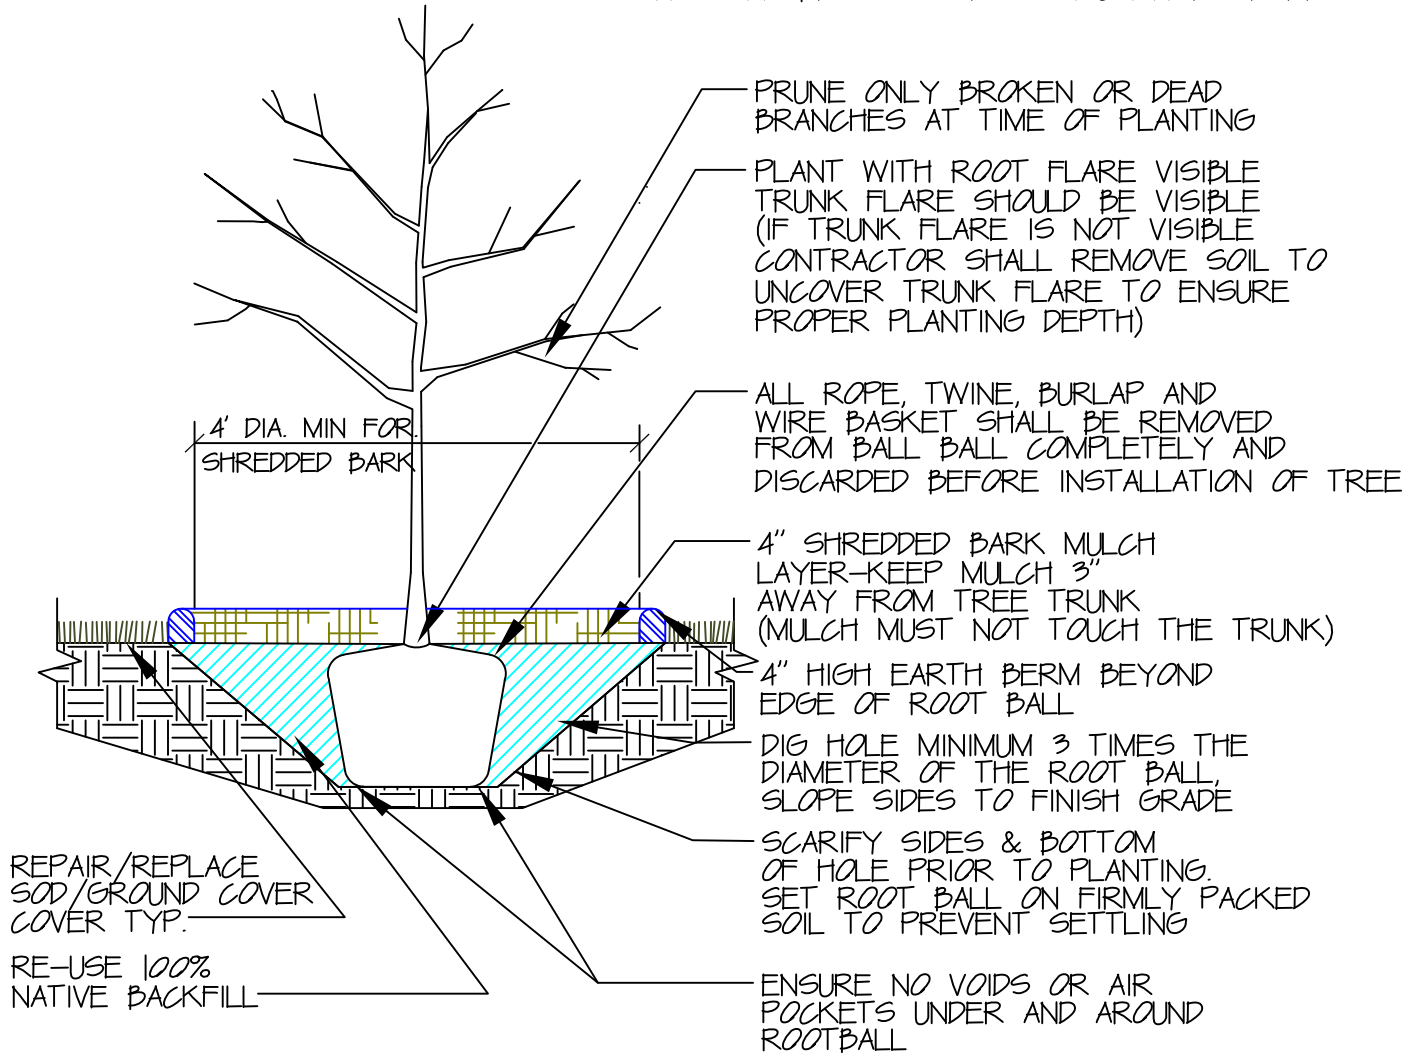 PRUNE ONLY BROKEN OR DEAD
BRANCHES AT TIME OF PLANTING
PLANT WITH ROOT FLARE VISIBLE
TRUNK FLARE SHOULD BE VISIBLE
(IF TRUNK FLARE IS NOT VISIBLE
CONTRACTOR SHALL REMOVE SOIL TO
UNCOVER TRUNK FLARE TO ENSURE
PROPER PLANTING DEPTH)
ALL ROPE, TWINE, BURLAP AND
WIRE BASKET SHALL BE REMOVED
FROM BALL BALL COMPLETELY AND
DISCARDED BEFORE INSTALLATION OF TREE
4' DIA. MIN FOR.
SHREDDED BARK
4" SHREDDED BARK MULCH
LAYER-KEEP MULCH 3"
AWAY FROM TREE TRUNK
(MULCH MUST NOT TOUCH THE TRUNK)
4" HIGH EARTH BERM BEYOND
EDGE OF ROOT BALL
DIG HOLE MINIMUM 3 TIMES THE
DIAMETER OF THE ROOT BALL,
SLOPE SIDES TO FINISH GRADE
SCARIFY SIDES & BOTTOM
OF HOLE PRIOR TO PLANTING.
SET ROOT BALL ON FIRMLY PACKED
SOIL TO PREVENT SETTLING
ENSURE NO VOIDS OR AIR
POCKETS UNDER AND AROUND
ROOTBALL
REPAIR/REPLACE
SOD/GROUND COVER
COVER TYP.
RE-USE 100%
NATIVE BACKFILL